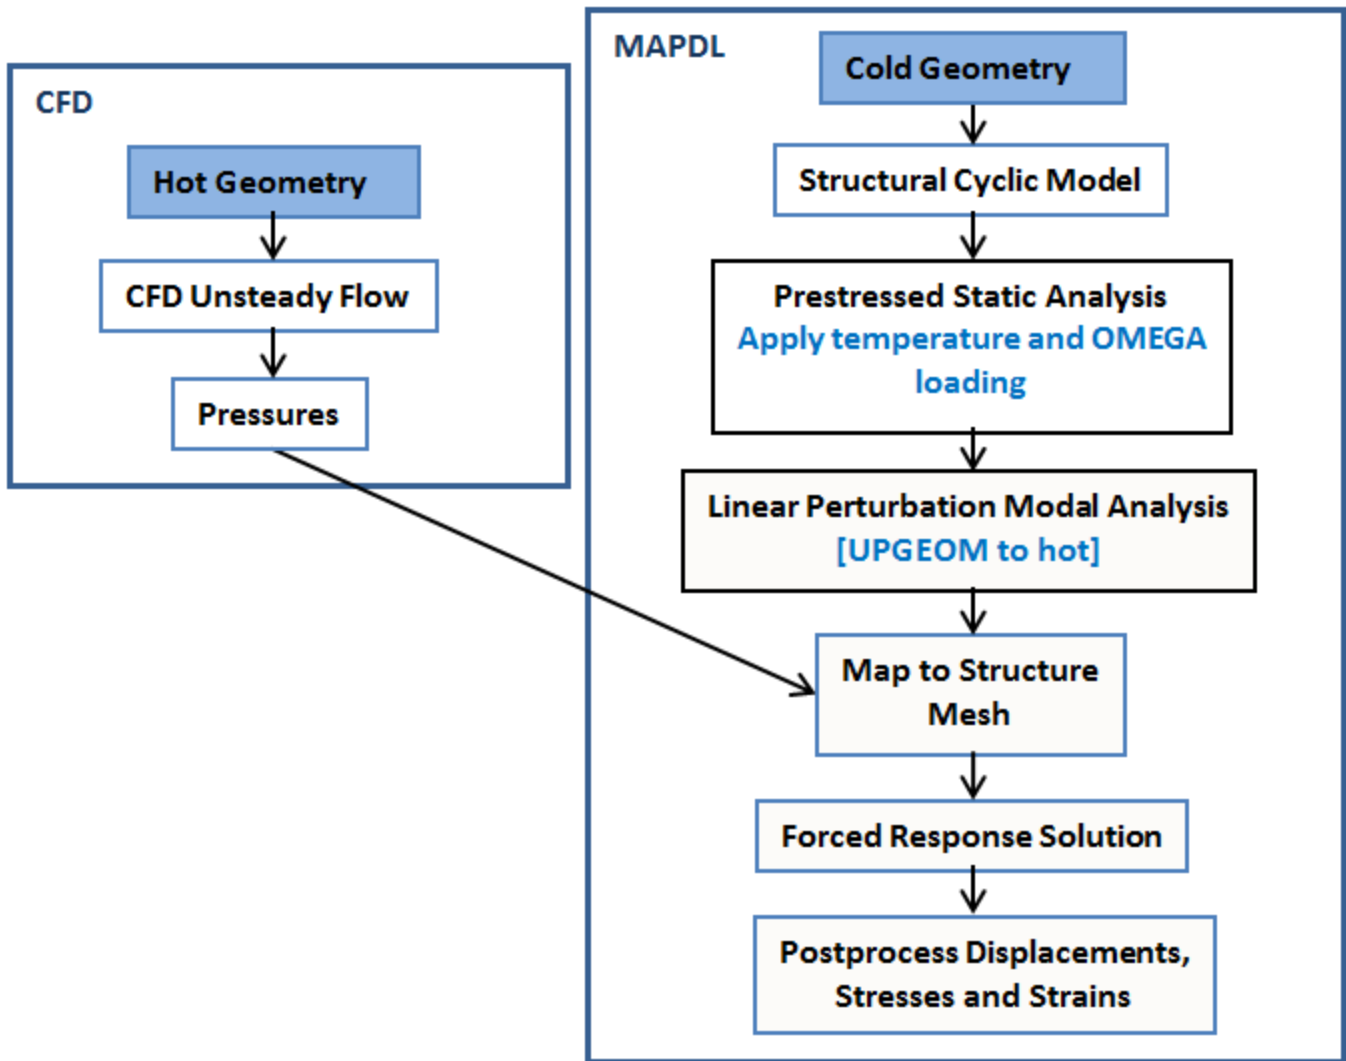 CFD
Hot Geometry
CFD Unsteady Flow
Pressures
MAPDL
Cold Geometry
Structural Cyclic Model
Prestressed Static Analysis
Apply temperature and OMEGA
loading
Linear Perturbation Modal Analysis
[UPGEOM to hot]
Map to Structure
Mesh
Forced Response Solution
Postprocess Displacements,
Stresses and Strains